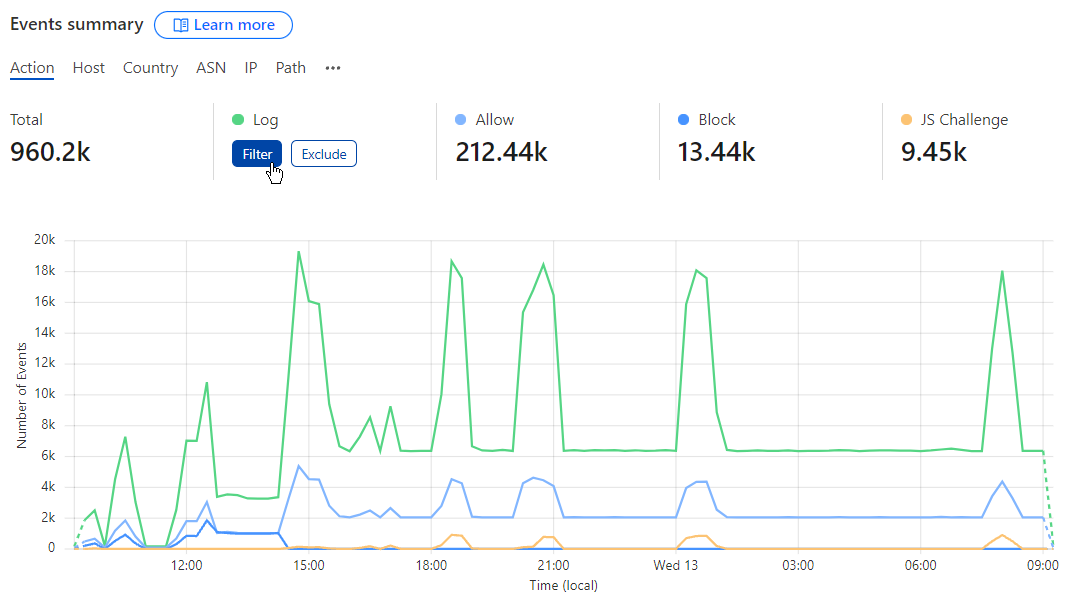 Events summary Learn more
Action Host Country ASN IP Path •••
Total Log Allow Block JS Challenge
960.2k Filter Exclude 212.44k 13.44k 9.45k
20k
18k
16k
14k
12k
10k
8k
6k
4k
2k
0
Number of Events
12:00 15:00 18:00 21:00 Wed 13 03:00 06:00 09:00
Time (local)